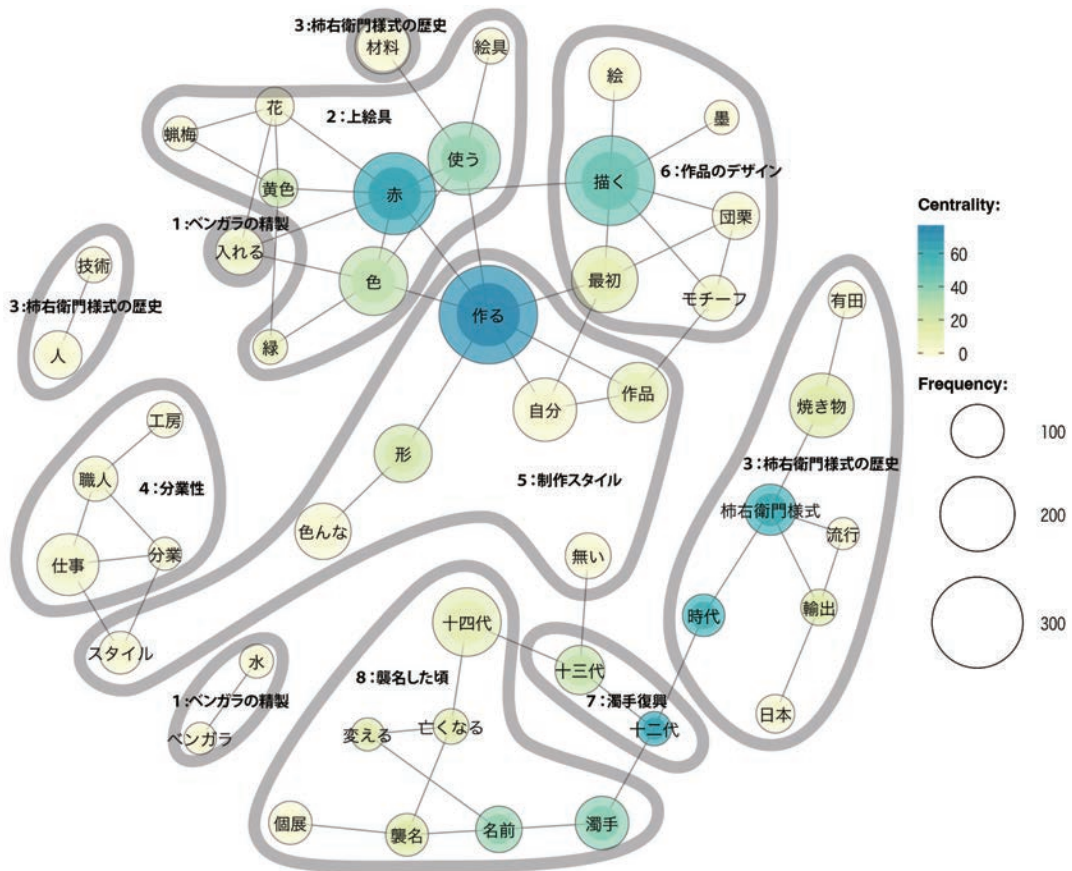 3:柿右衛門様式の歴史
材料
絵具
絵
花
2:上絵具
墨
蝋梅
使う
6:作品のデザイン
描く
黄色
赤
Centrality:
団栗
1:ベンガラの精製
60
入れる
技術
40
色
最初
3:柿右衛門様式の歴史
モチーフ
有田
20
作る
0
緑
人
Frequency:
作品
焼き物
自分
工房
100
形
職人
3:柿右衛門様式の歴史
4:分業性
5:制作スタイル
200
柿右衛門様式
色んな
流行
分業
無い
仕事
輸出
時代
300
十四代
スタイル
水
十三代
8:襲名した頃
1:ベンガラの精製
7:濁手復興
日本
亡くなる
十二代
変える
ベンガラ
個展
濁手
名前
襲名